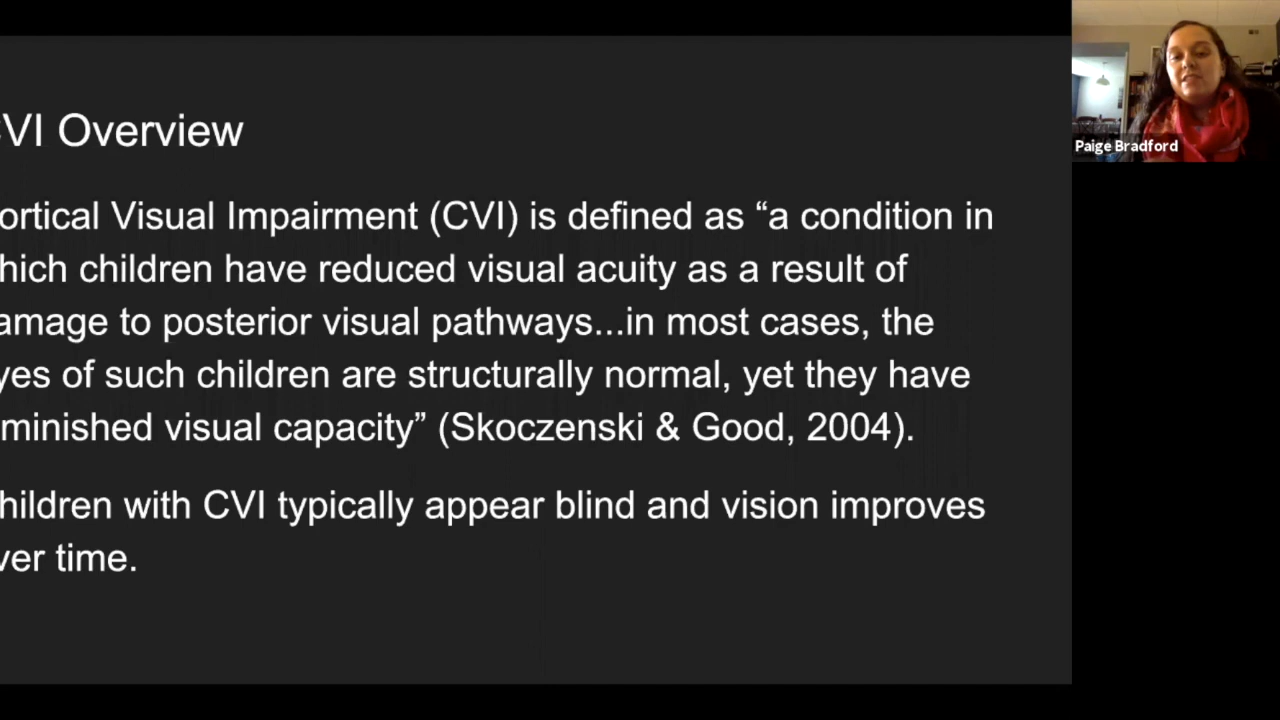 VI Overview
ortical Visual Impairment (CVI) is defined as “a condition in
hich children have reduced visual acuity as a result of
amage to posterior visual pathways...in most cases, the
yes of such children are structurally normal, yet they have
minished visual capacity” (Skoczenski & Good, 2004).
hildren with CVI typically appear blind and vision improves
ver time.
Paige Bradford